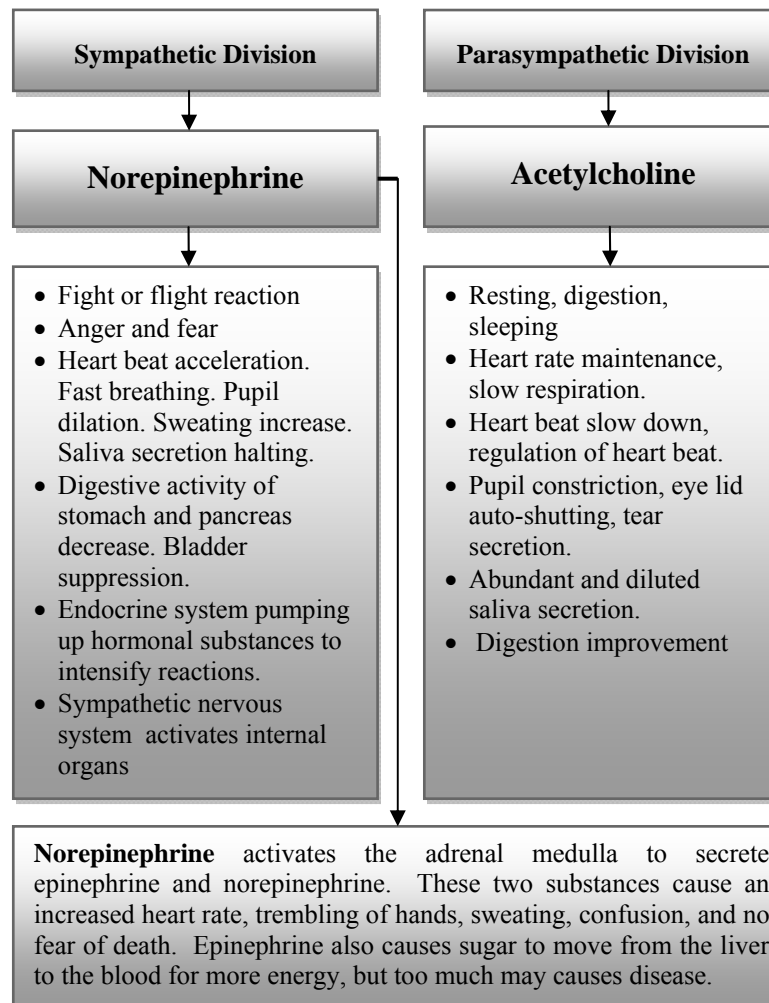 Sympathetic Division
Norepinephrine
• Fight or flight reaction
• Anger and fear
• Heart beat acceleration.
Fast breathing. Pupil
dilation. Sweating increase.
Saliva secretion halting.
• Digestive activity of
stomach and pancreas
decrease. Bladder
suppression.
• Endocrine system pumping
up hormonal substances to
intensify reactions.
• Sympathetic nervous
system activates internal
organs
Parasympathetic Division
Acetylcholine
• Resting, digestion,
sleeping
• Heart rate maintenance,
slow respiration.
• Heart beat slow down,
regulation of heart beat.
• Pupil constriction, eye lid
auto-shutting, tear
secretion.
• Abundant and diluted
saliva secretion.
• Digestion improvement
Norepinephrine activates the adrenal medulla to secrete
epinephrine and norepinephrine. These two substances cause an
increased heart rate, trembling of hands, sweating, confusion, and no
fear of death. Epinephrine also causes sugar to move from the liver
to the blood for more energy, but too much may causes disease.